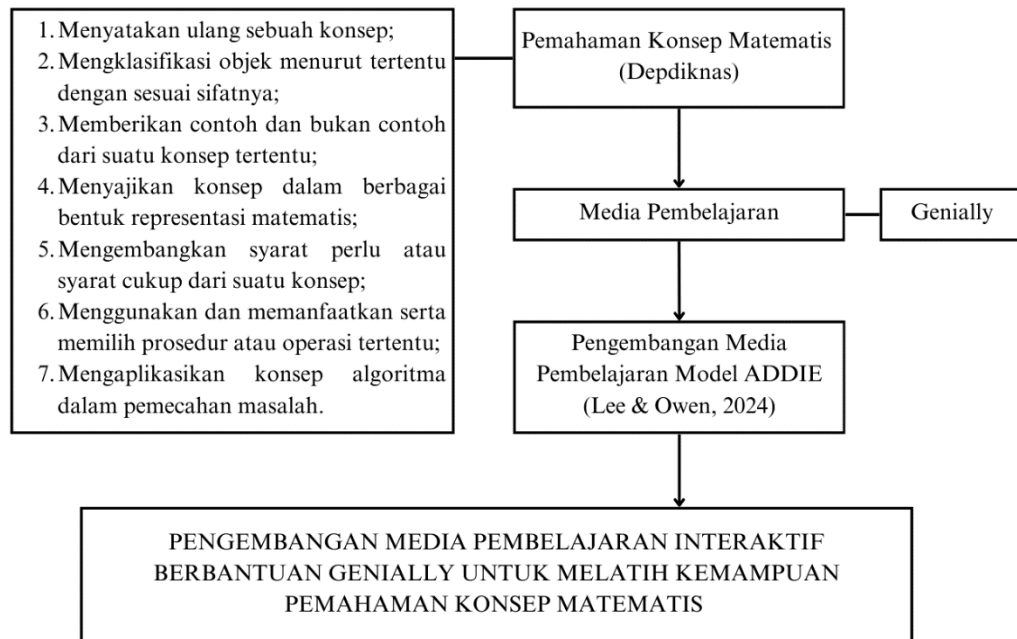 1. Menyatakan ulang sebuah konsep;
2. Mengklasifikasi objek menurut tertentu
dengan sesuai sifatnya;
3. Memberikan contoh dan bukan contoh
dari suatu konsep tertentu;
4. Menyajikan konsep dalam berbagai
bentuk representasi matematis;
5. Mengembangkan syarat perlu atau
syarat cukup dari suatu konsep;
6. Menggunakan dan memanfaatkan serta
memilih prosedur atau operasi tertentu;
7. Mengaplikasikan konsep algoritma
dalam pemecahan masalah.
Pemahaman Konsep Matematis
(Depdiknas)
Media Pembelajaran
Genially
Pengembangan Media
Pembelajaran Model ADDIE
(Lee & Owen, 2024)
PENGEMBANGAN MEDIA PEMBELAJARAN INTERAKTIF
BERBANTUAN GENIALLY UNTUK MELATIH KEMAMPUAN
PEMAHAMAN KONSEP MATEMATIS